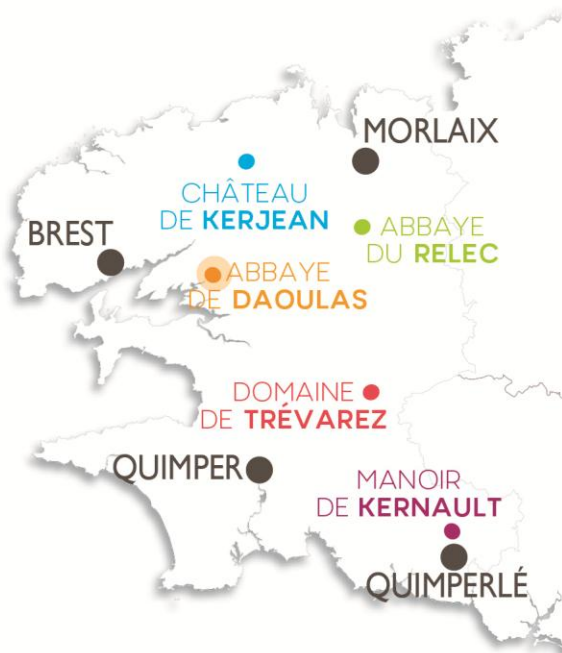 MORLAIX
CHÂTEAU
DE KERJEAN
BREST
ABBAYE
DU RELEC
ABBAYE
DE DAOULAS
DOMAINE
DE TRÉVAREZ
QUIMPER
MANOIR
DE KERNAULT
QUIMPERLÉ